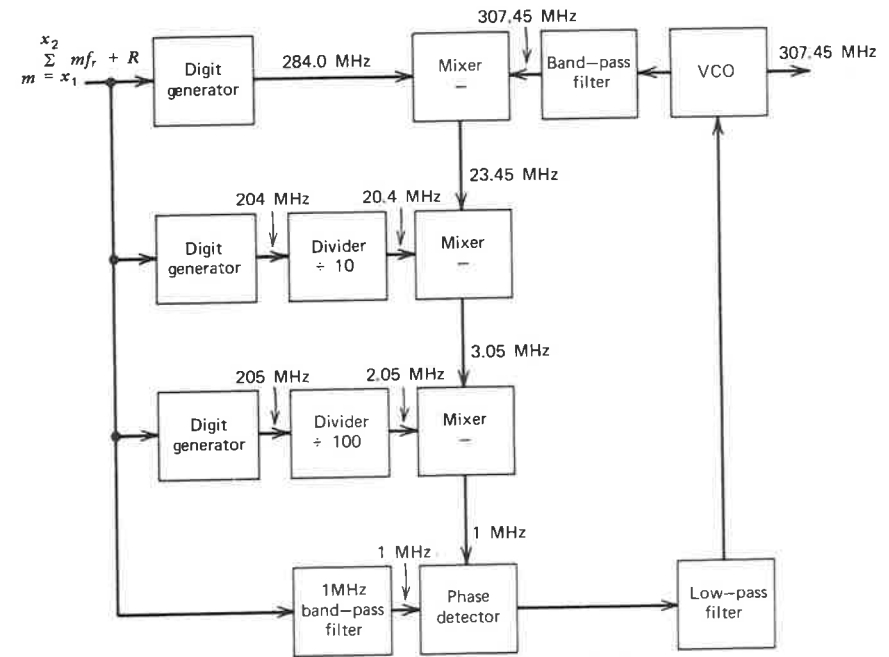 x₂
Σ mfᵣ + R
m = x₁
Digit
generator
284.0 MHz
Mixer
–
307.45 MHz
Band–pass
filter
VCO
307.45 MHz
23.45 MHz
Digit
generator
204 MHz
Divider
÷ 10
20.4 MHz
Mixer
–
3.05 MHz
Digit
generator
205 MHz
Divider
÷ 100
2.05 MHz
Mixer
–
1 MHz
1MHz
band–pass
filter
1 MHz
Phase
detector
Low–pass
filter